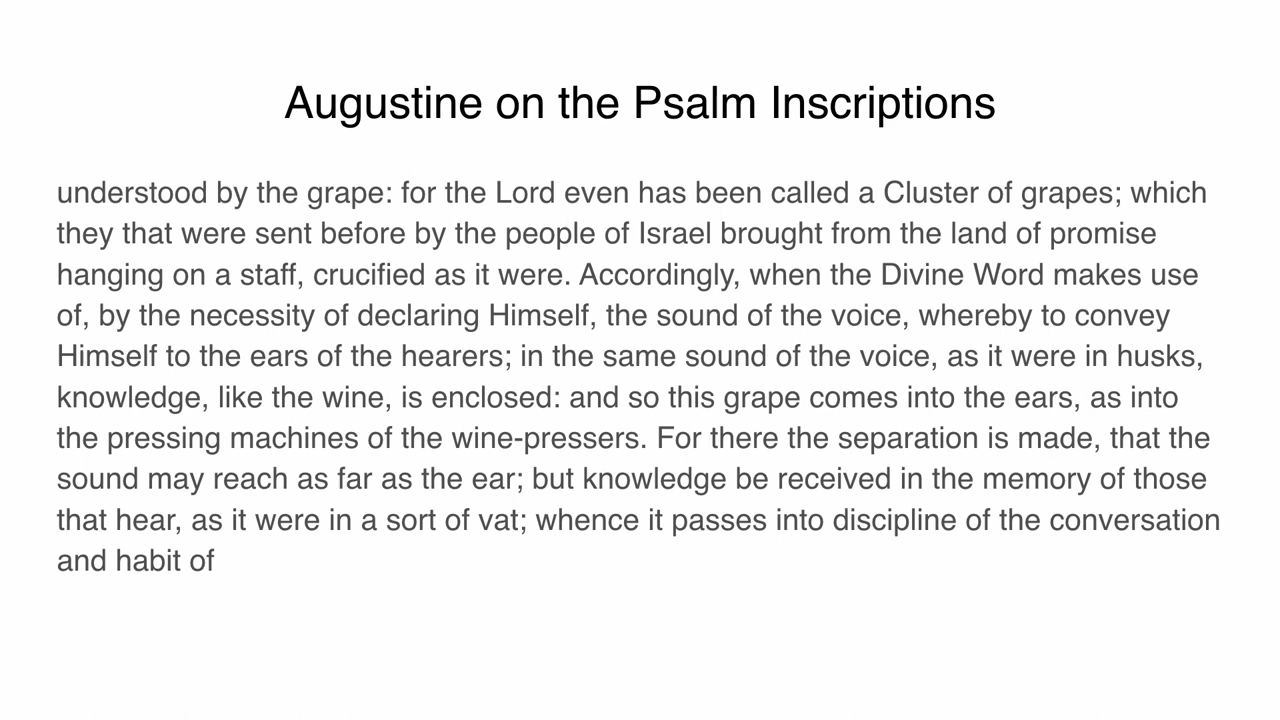 Augustine on the Psalm Inscriptions
understood by the grape: for the Lord even has been called a Cluster of grapes; which
they that were sent before by the people of Israel brought from the land of promise
hanging on a staff, crucified as it were. Accordingly, when the Divine Word makes use
of, by the necessity of declaring Himself, the sound of the voice, whereby to convey
Himself to the ears of the hearers; in the same sound of the voice, as it were in husks,
knowledge, like the wine, is enclosed: and so this grape comes into the ears, as into
the pressing machines of the wine-pressers. For there the separation is made, that the
sound may reach as far as the ear; but knowledge be received in the memory of those
that hear, as it were in a sort of vat; whence it passes into discipline of the conversation
and habit of